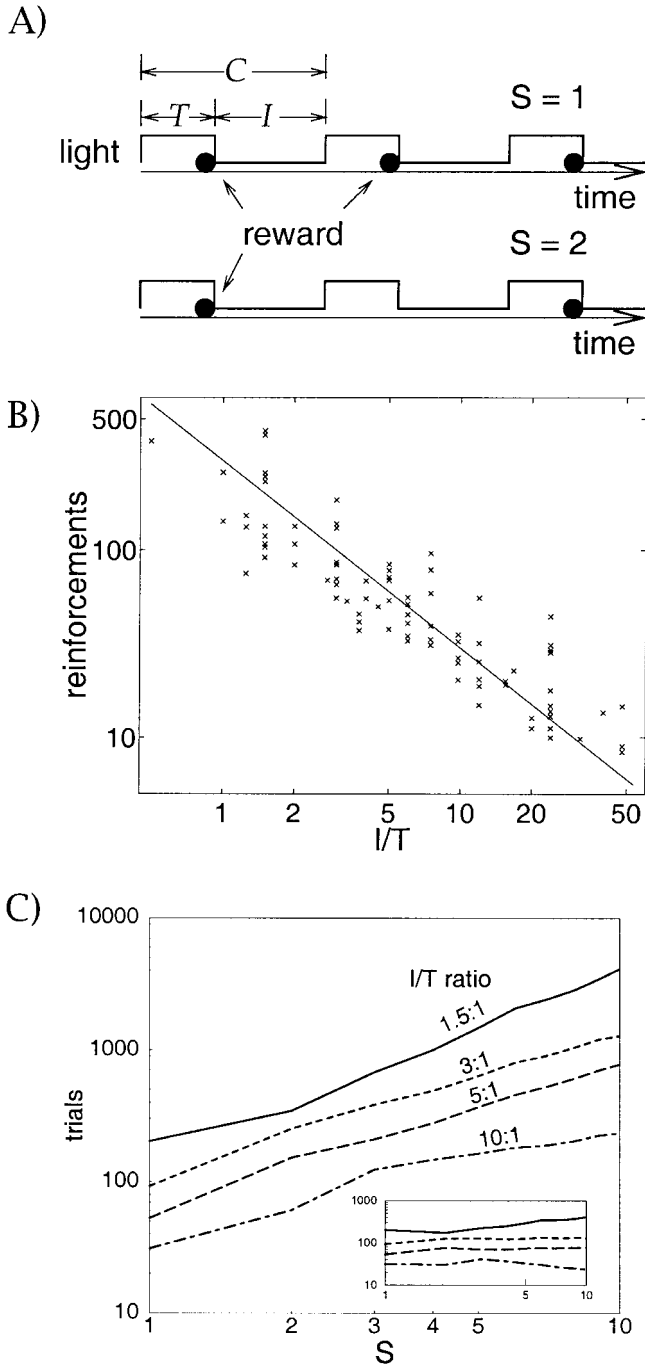 A)
C
T I
S = 1
light
time
reward
S = 2
time
B)
500
100
10
reinforcements
1 2 5 10 20 50
I/T
C)
10000
1000
100
10
trials
I/T ratio
1.5:1
3:1
5:1
10:1
1000
100
10
1 5 10
1 2 3 4 5 10
S